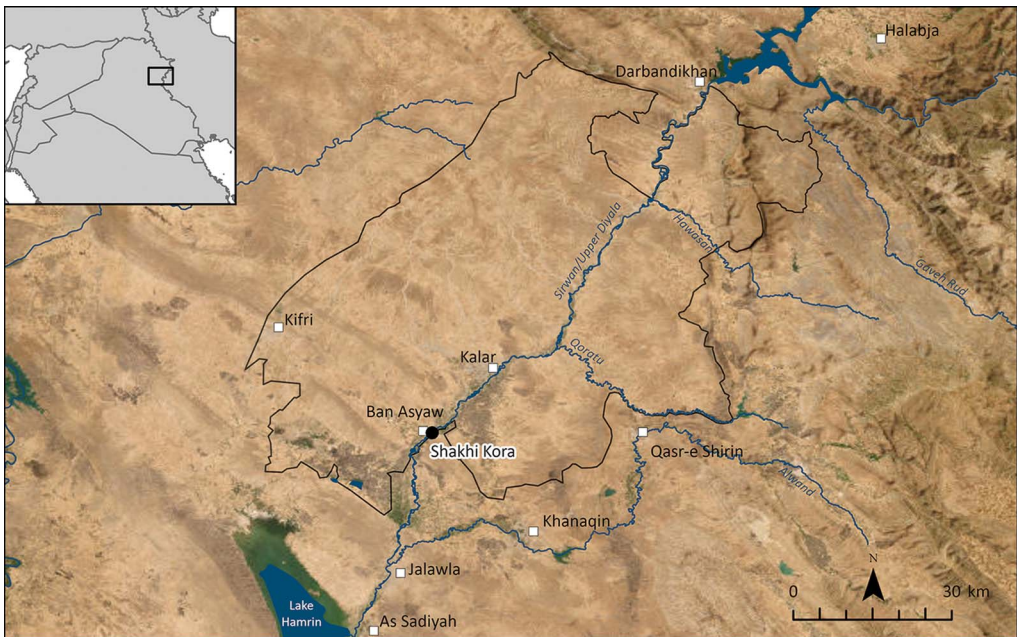 Halabja
Darbandikhan
Sirwan/Upper Diyala
Hawasan
Gaveh Rud
Kifri
Kalar
Qoratu
Ban Asyaw
Shakhi Kora
Qasr-e Shirin
Alwand
Khanaqin
Jalawla
Lake
Hamrin
As Sadiyah
N
0 30 km